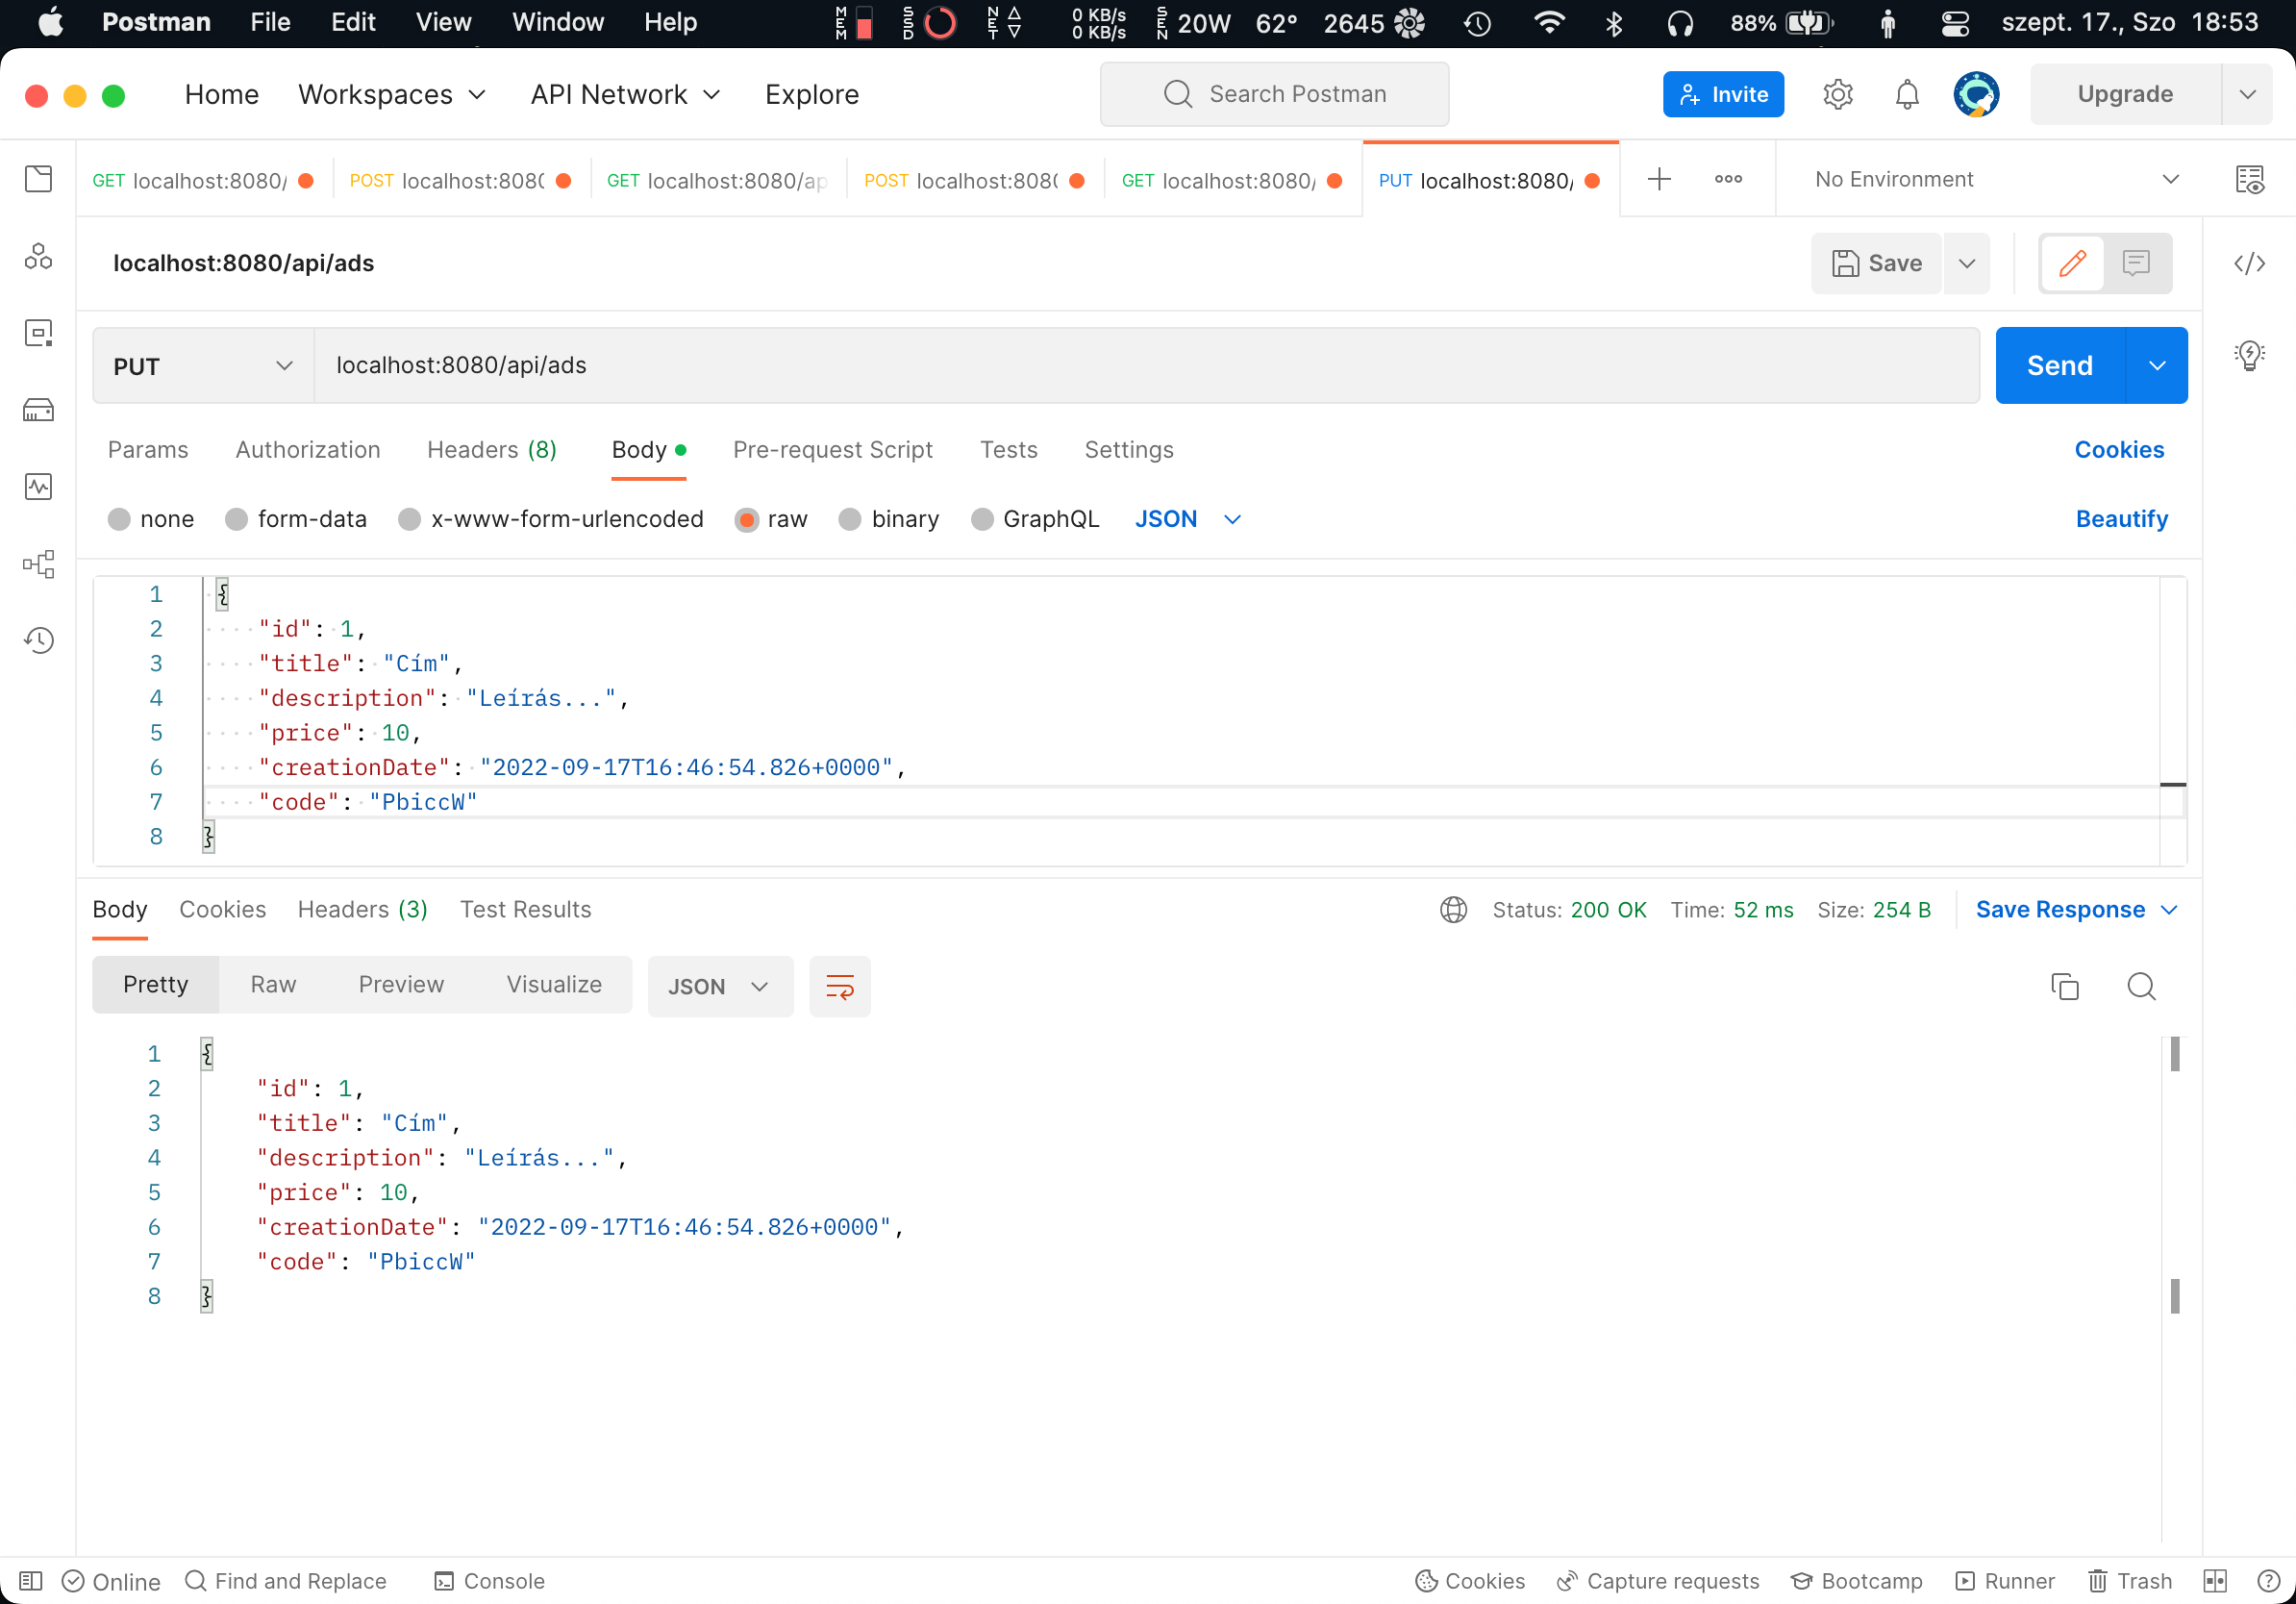 Postman File Edit View Window Help MEM SSD NET 0 KB/s 0 KB/s SEN 20W 62° 2645 88% szept. 17., Szo 18:53
Home Workspaces API Network Explore Search Postman Invite Upgrade
GET localhost:8080/ POST localhost:808( GET localhost:8080/ap POST localhost:808( GET localhost:8080/ PUT localhost:8080/ No Environment
localhost:8080/api/ads Save
PUT localhost:8080/api/ads Send
Params Authorization Headers (8) Body Pre-request Script Tests Settings Cookies
none form-data x-www-form-urlencoded raw binary GraphQL JSON Beautify
1 {
2 "id": 1,
3 "title": "Cím",
4 "description": "Leírás...",
5 "price": 10,
6 "creationDate": "2022-09-17T16:46:54.826+0000",
7 "code": "PbiccW"
8 }
Body Cookies Headers (3) Test Results Status: 200 OK Time: 52 ms Size: 254 B Save Response
Pretty Raw Preview Visualize JSON
1 {
2 "id": 1,
3 "title": "Cím",
4 "description": "Leírás...",
5 "price": 10,
6 "creationDate": "2022-09-17T16:46:54.826+0000",
7 "code": "PbiccW"
8 }
Online Find and Replace Console Cookies Capture requests Bootcamp Runner Trash